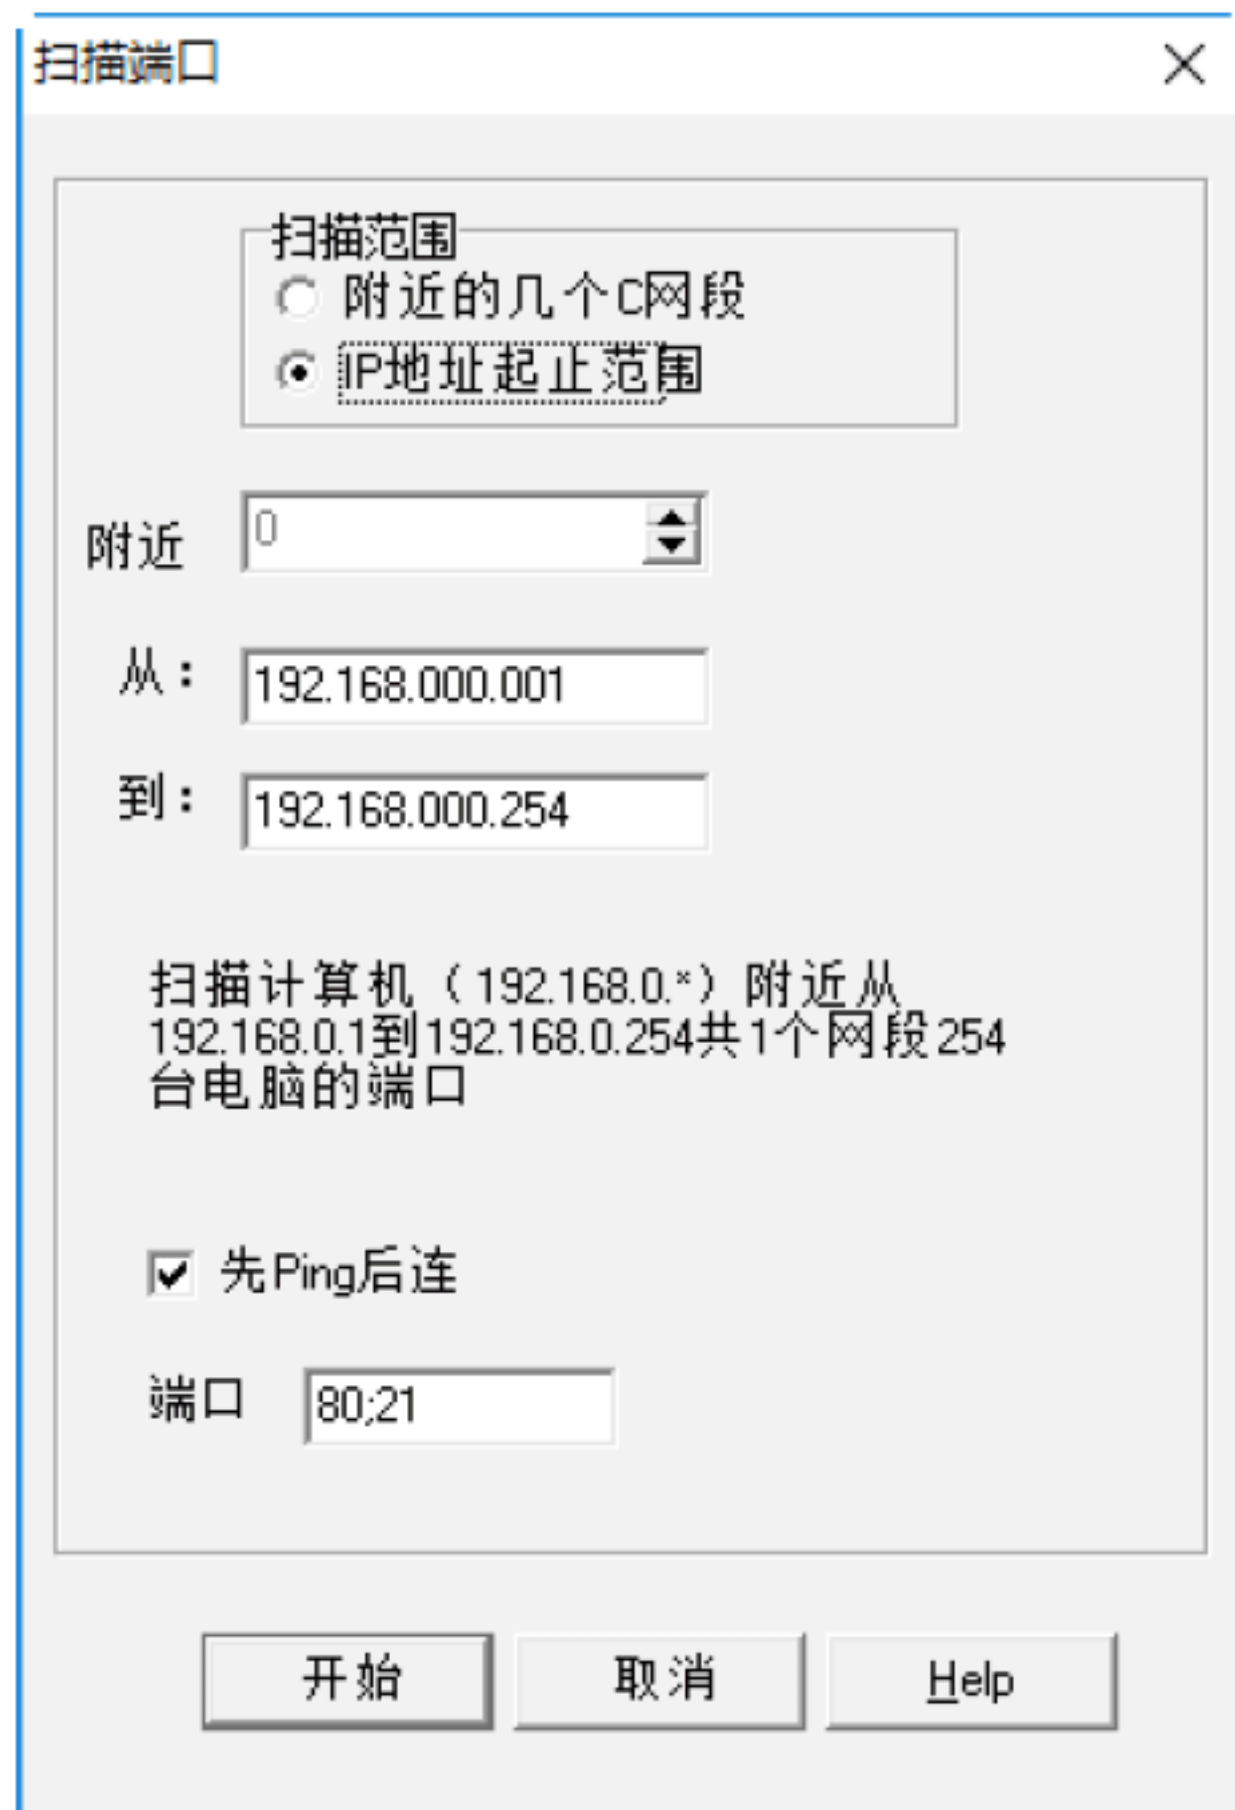 扫描端口
扫描范围
附近的几个C网段
IP地址起止范围
附近
0
从：
192.168.000.001
到：
192.168.000.254
扫描计算机（192.168.0.*）附近从
192.168.0.1到192.168.0.254共1个网段254
台电脑的端口
先Ping后连
端口
80;21
开始
取消
Help